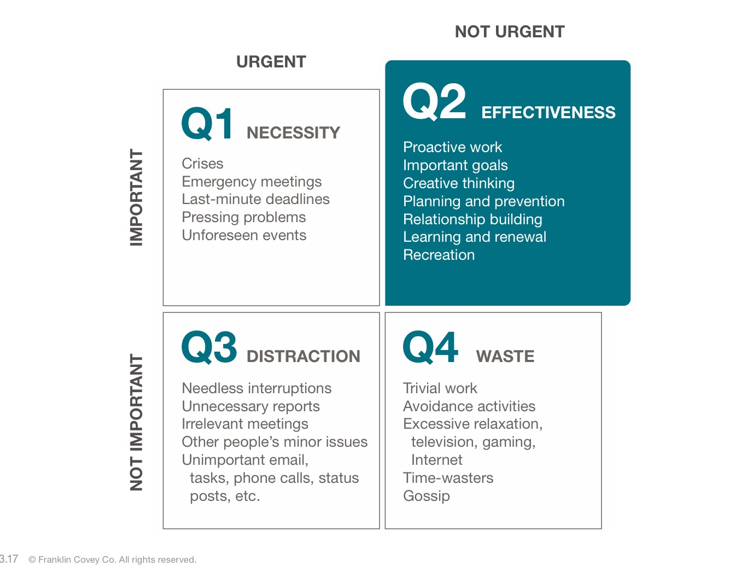 NOT URGENT
URGENT
IMPORTANT
Q1 NECESSITY
Crises
Emergency meetings
Last-minute deadlines
Pressing problems
Unforeseen events
Q2 EFFECTIVENESS
Proactive work
Important goals
Creative thinking
Planning and prevention
Relationship building
Learning and renewal
Recreation
NOT IMPORTANT
Q3 DISTRACTION
Needless interruptions
Unnecessary reports
Irrelevant meetings
Other people’s minor issues
Unimportant email,
tasks, phone calls, status
posts, etc.
Q4 WASTE
Trivial work
Avoidance activities
Excessive relaxation,
television, gaming,
Internet
Time-wasters
Gossip
3.17 © Franklin Covey Co. All rights reserved.